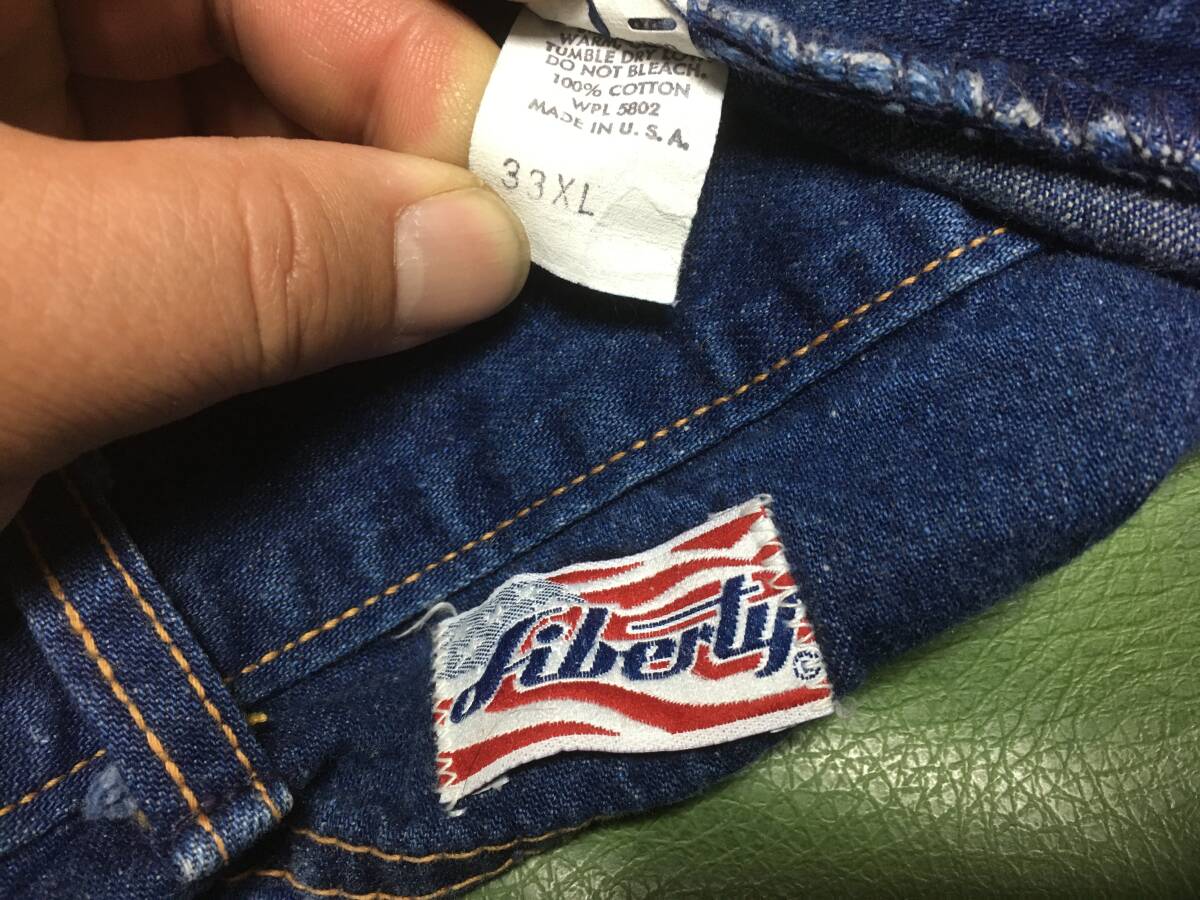 TUMBLE DRY
DO NOT BLEACH.
100% COTTON
WPL 5802
MADE IN U.S.A.
33XL
Liberty